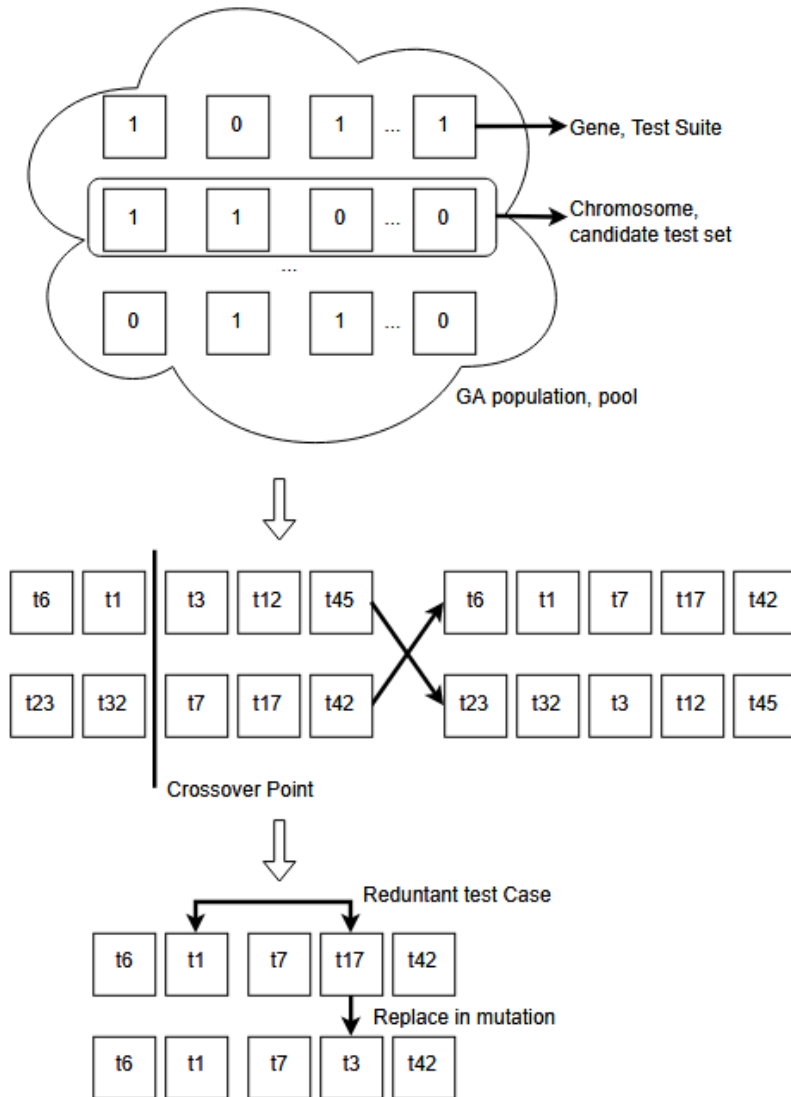 1 0 1 ... 1
Gene, Test Suite
1 1 0 ... 0
Chromosome,
candidate test set
...
0 1 1 ... 0
GA population, pool
t6 t1 t3 t12 t45 t6 t1 t7 t17 t42
t23 t32 t7 t17 t42 t23 t32 t3 t12 t45
Crossover Point
Reduntant test Case
t6 t1 t7 t17 t42
Replace in mutation
t6 t1 t7 t3 t42